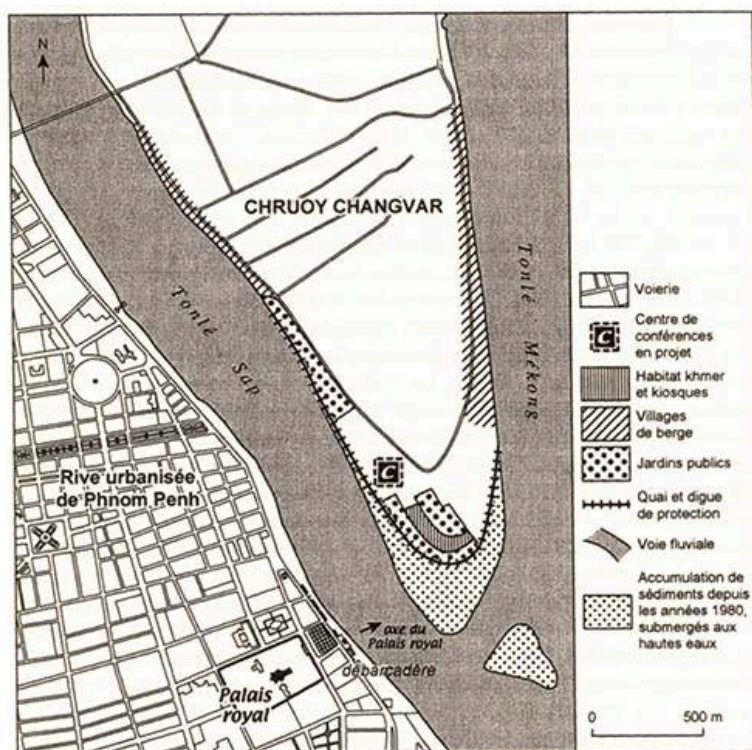 N
CHRUOY CHANGVAR
Tonlé Sap
Tonlé Mékong
Rive urbanisée
de Phnom Penh
C
axe du
Palais royal
débarcadère
Palais
royal
Voierie
C
Centre de
conférences
en projet
Habitat khmer
et kiosques
Villages
de berge
Jardins publics
Quai et digue
de protection
Voie fluviale
Accumulation de
sédiments depuis
les années 1980,
submergés aux
hautes eaux
0 500 m